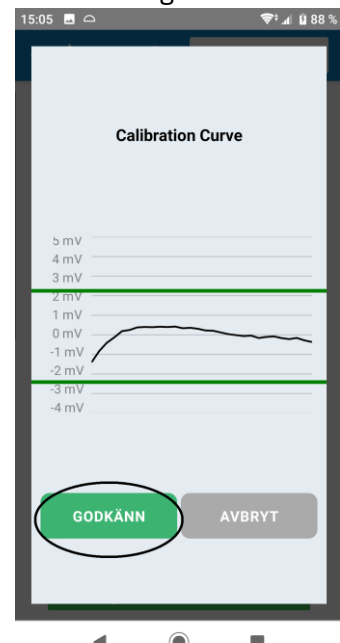 15:05 88 %
Calibration Curve
5 mV
4 mV
3 mV
2 mV
1 mV
0 mV
-1 mV
-2 mV
-3 mV
-4 mV
GODKÄNN AVBRYT